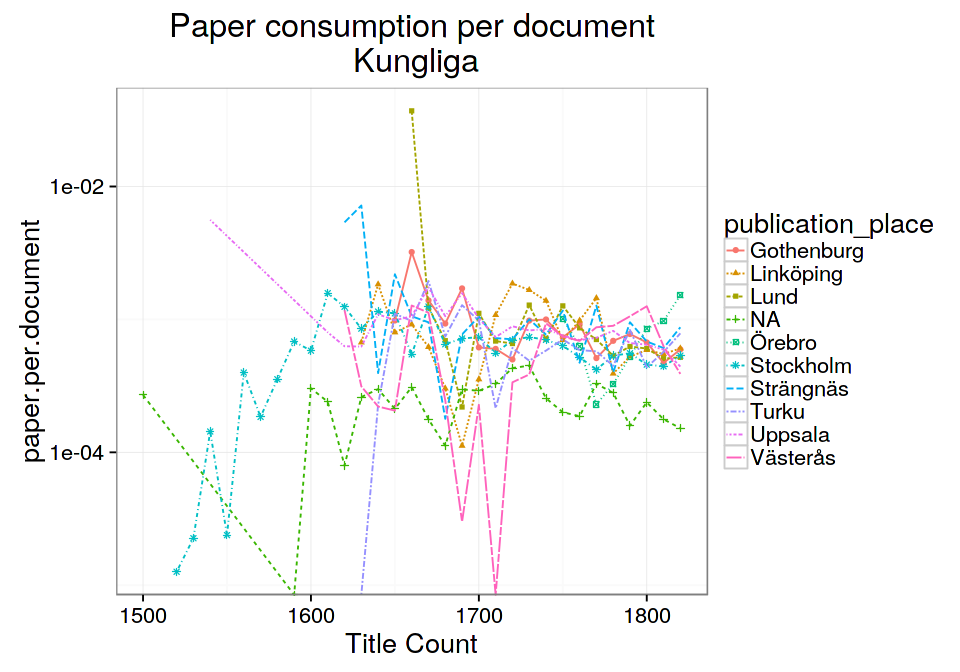 Paper consumption per document
Kungliga
paper.per.document
1e-02
1e-04
1500
1600
1700
1800
Title Count
publication_place
Gothenburg
Linköping
Lund
NA
Örebro
Stockholm
Strängnäs
Turku
Uppsala
Västerås